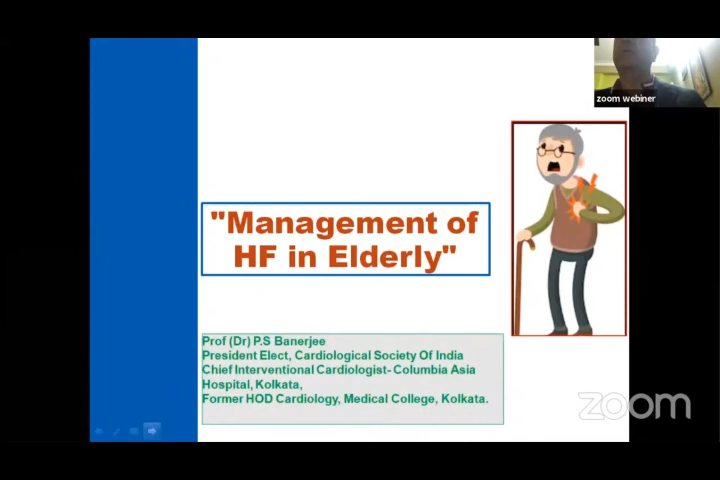 zoom webiner
"Management of
HF in Elderly"
Prof (Dr) P.S Banerjee
President Elect, Cardiological Society Of India
Chief Interventional Cardiologist- Columbia Asia
Hospital, Kolkata,
Former HOD Cardiology, Medical College, Kolkata.
zoom